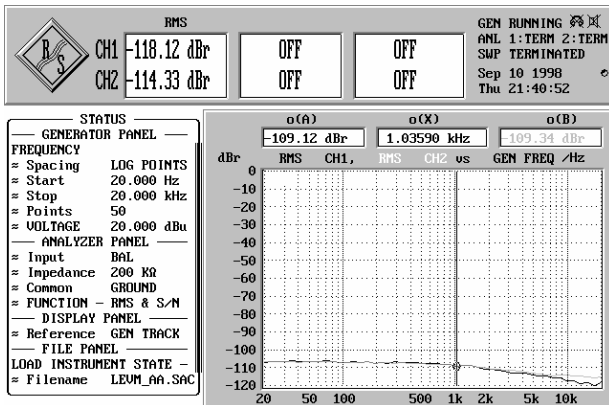 RMS
CH1 -118.12 dBr OFF OFF
CH2 -114.33 dBr OFF OFF
R S
GEN RUNNING
ANL 1:TERM 2:TERM
SWP TERMINATED
Sep 10 1998
Thu 21:40:52
STATUS
GENERATOR PANEL
FREQUENCY
≈ Spacing LOG POINTS
≈ Start 20.000 Hz
≈ Stop 20.000 kHz
≈ Points 50
≈ VOLTAGE 20.000 dBu
ANALYZER PANEL
≈ Input BAL
≈ Impedance 200 KΩ
≈ Common GROUND
≈ FUNCTION - RMS & S/N
DISPLAY PANEL
≈ Reference GEN TRACK
FILE PANEL
LOAD INSTRUMENT STATE -
≈ Filename LEVM_AA.SAC
o(A) o(X) o(B)
-109.12 dBr 1.03590 kHz -109.34 dBr
dBr RMS CH1, RMS CH2 vs GEN FREQ /Hz
0
-10
-20
-30
-40
-50
-60
-70
-80
-90
-100
-110
-120
20 50 100 500 1k 2k 5k 10k